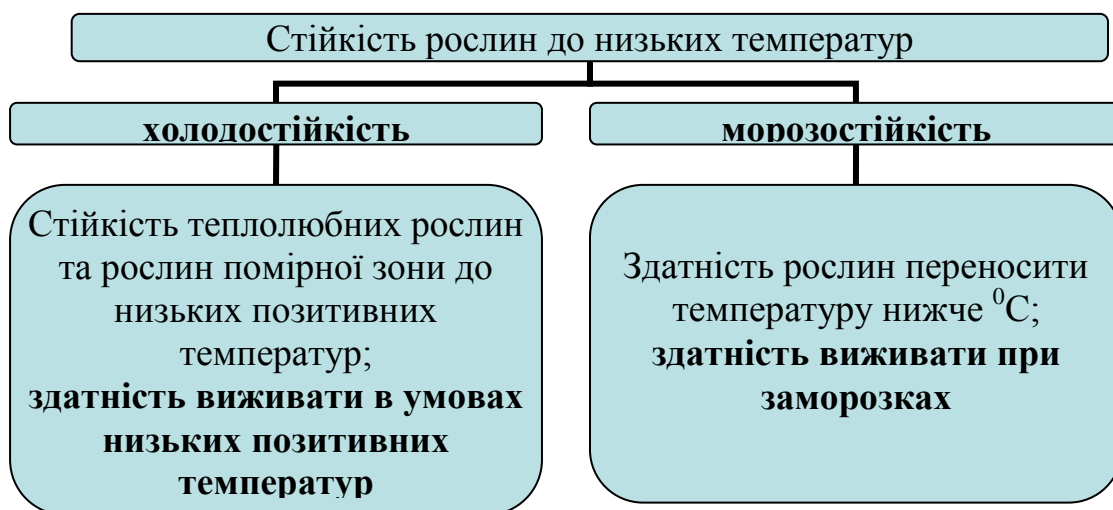 Стійкість рослин до низьких температур
холодостійкість
морозостійкість
Стійкість теплолюбних рослин
та рослин помірної зони до
низьких позитивних
температур;
здатність виживати в умовах
низьких позитивних
температур
Здатність рослин переносити
температуру нижче ⁰С;
здатність виживати при
заморозках